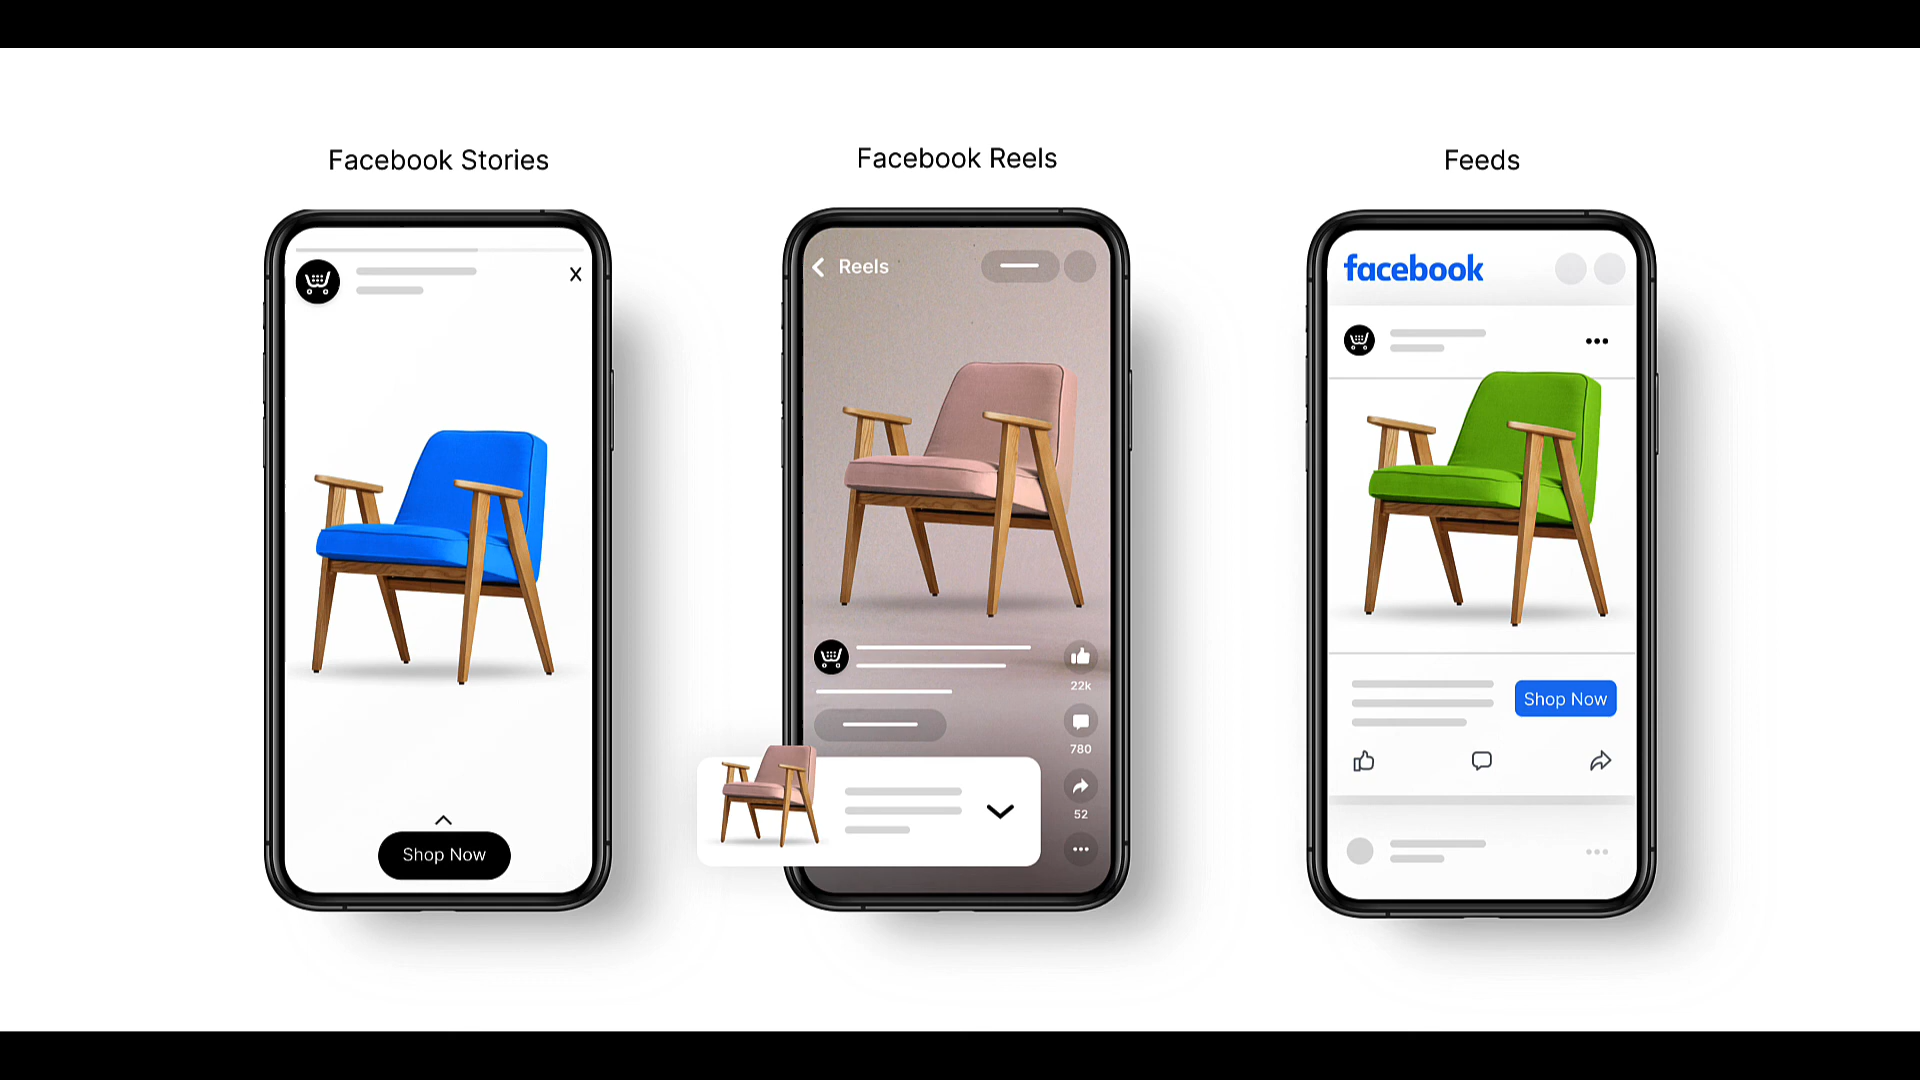 Facebook Stories
X
Shop Now
Facebook Reels
Reels
22k
780
52
Feeds
facebook
Shop Now